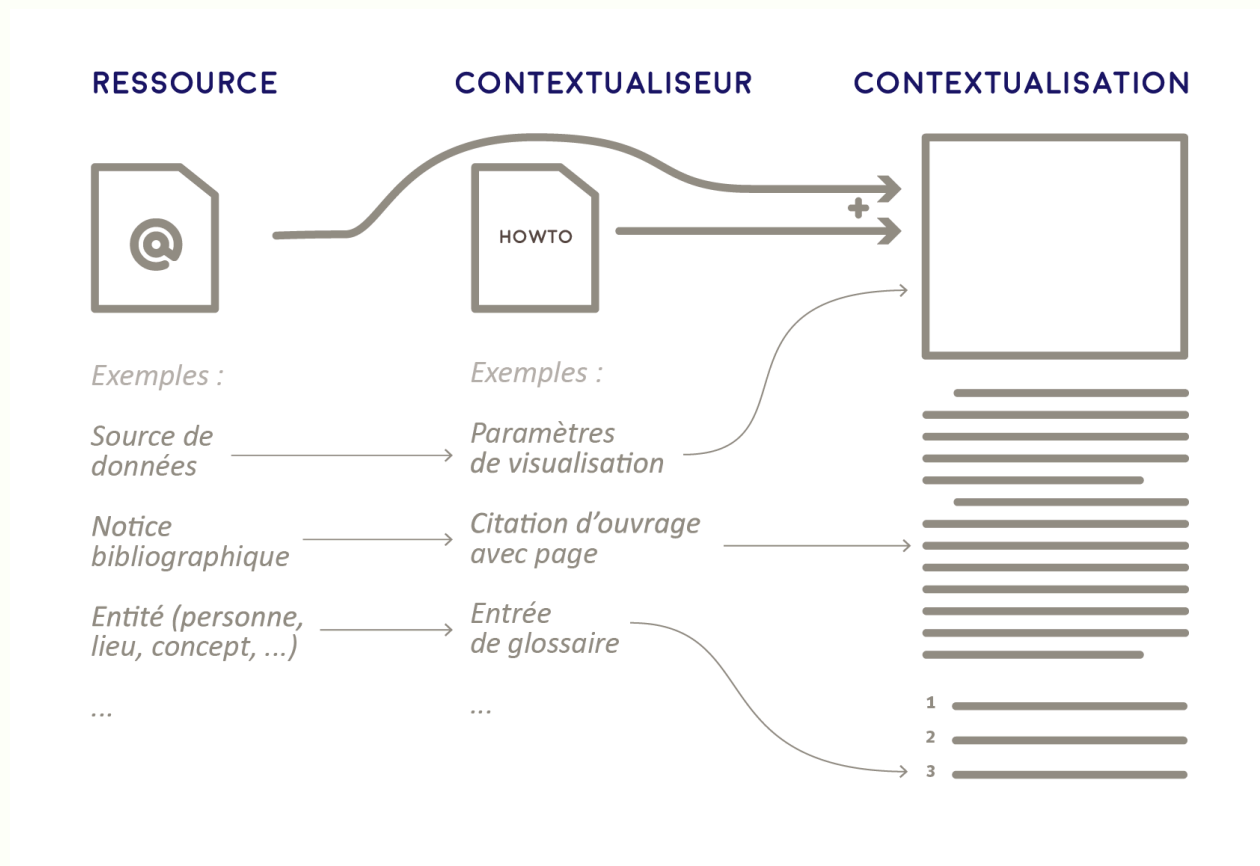 RESSOURCE
CONTEXTUALISEUR
CONTEXTUALISATION
@
HOWTO
+
Exemples :
Source de
données
Notice
bibliographique
Entité (personne,
lieu, concept, ...)
...
Exemples :
Paramètres
de visualisation
Citation d’ouvrage
avec page
Entrée
de glossaire
...
1
2
3